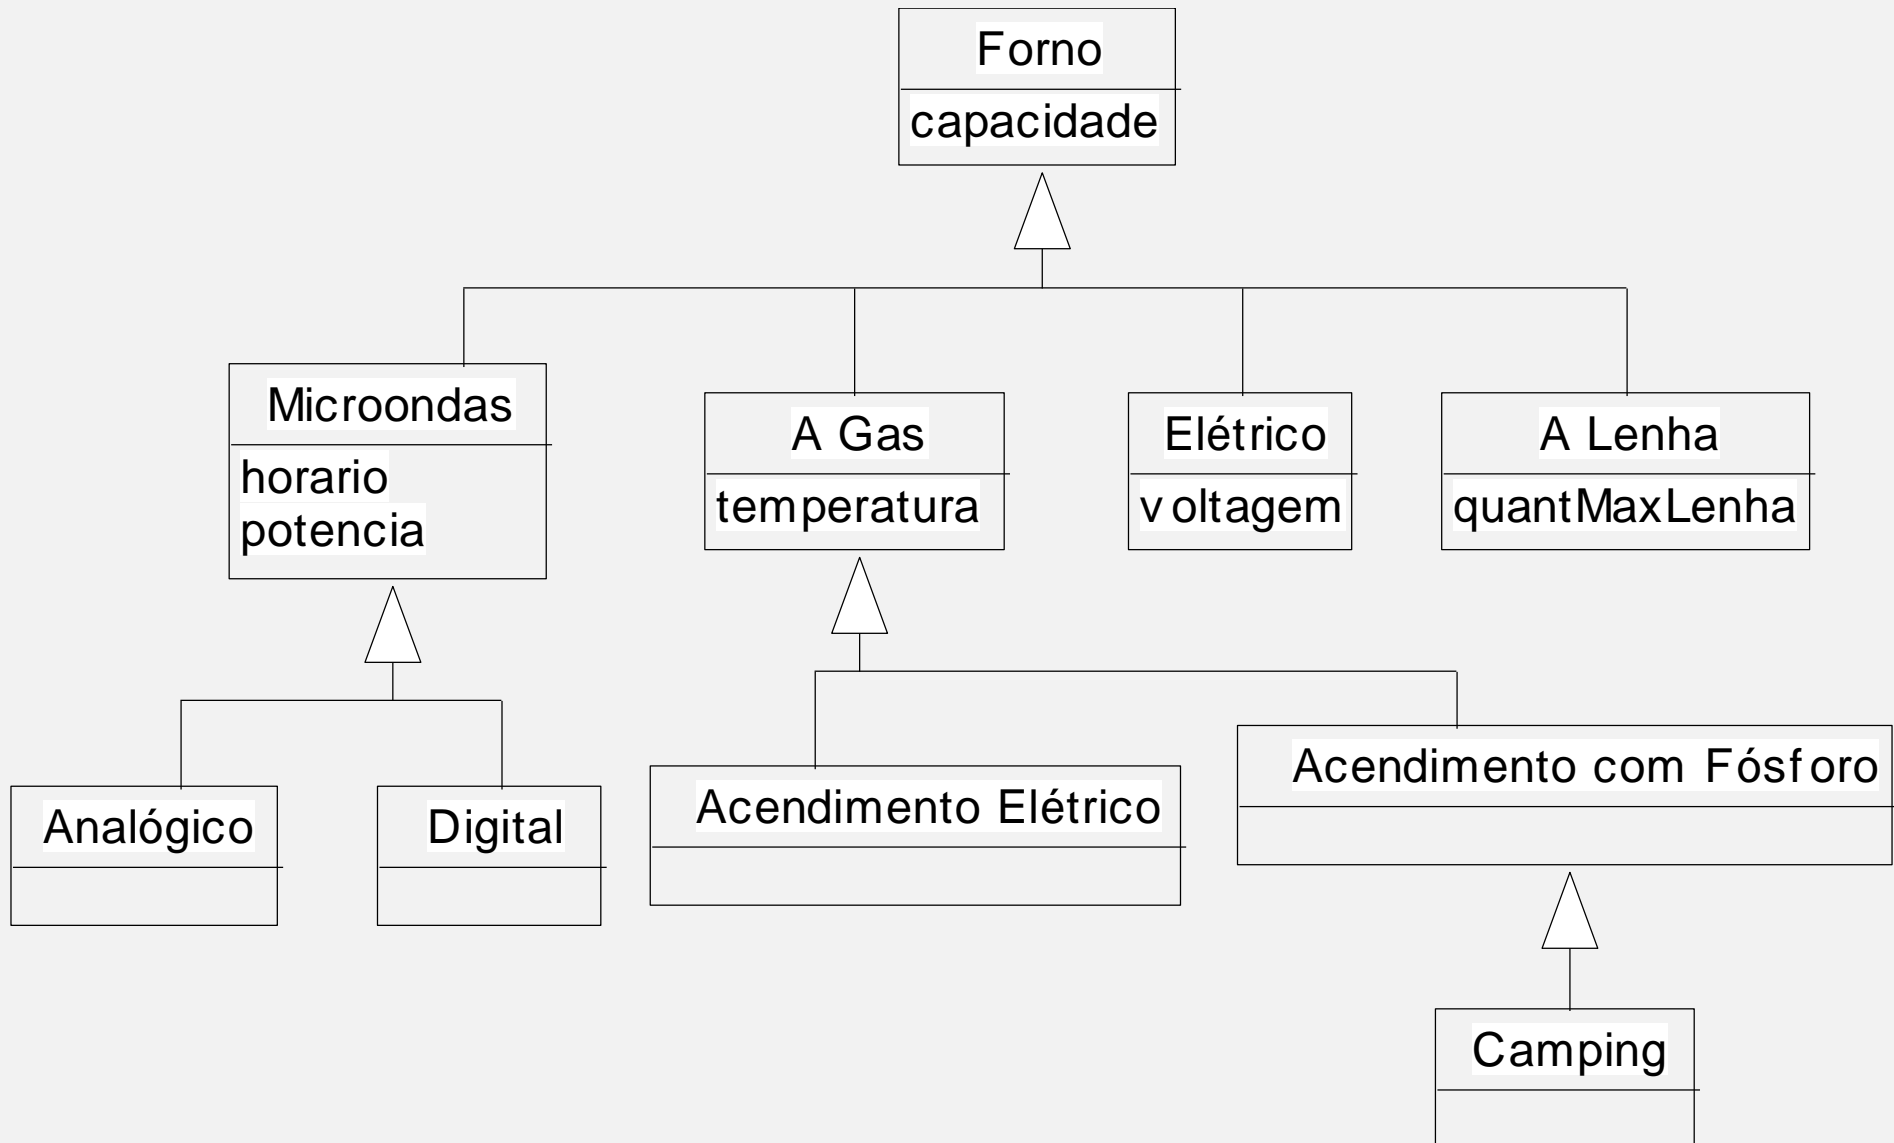 Forno
capacidade
Microondas
horario
potencia
A Gas
temperatura
Elétrico
voltagem
A Lenha
quantMaxLenha
Analógico
Digital
Acendimento Elétrico
Acendimento com Fósforo
Camping